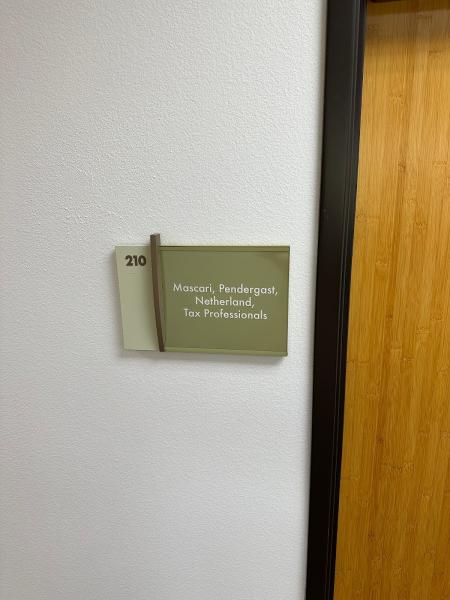 210
Mascari, Pendergast,
Netherland,
Tax Professionals